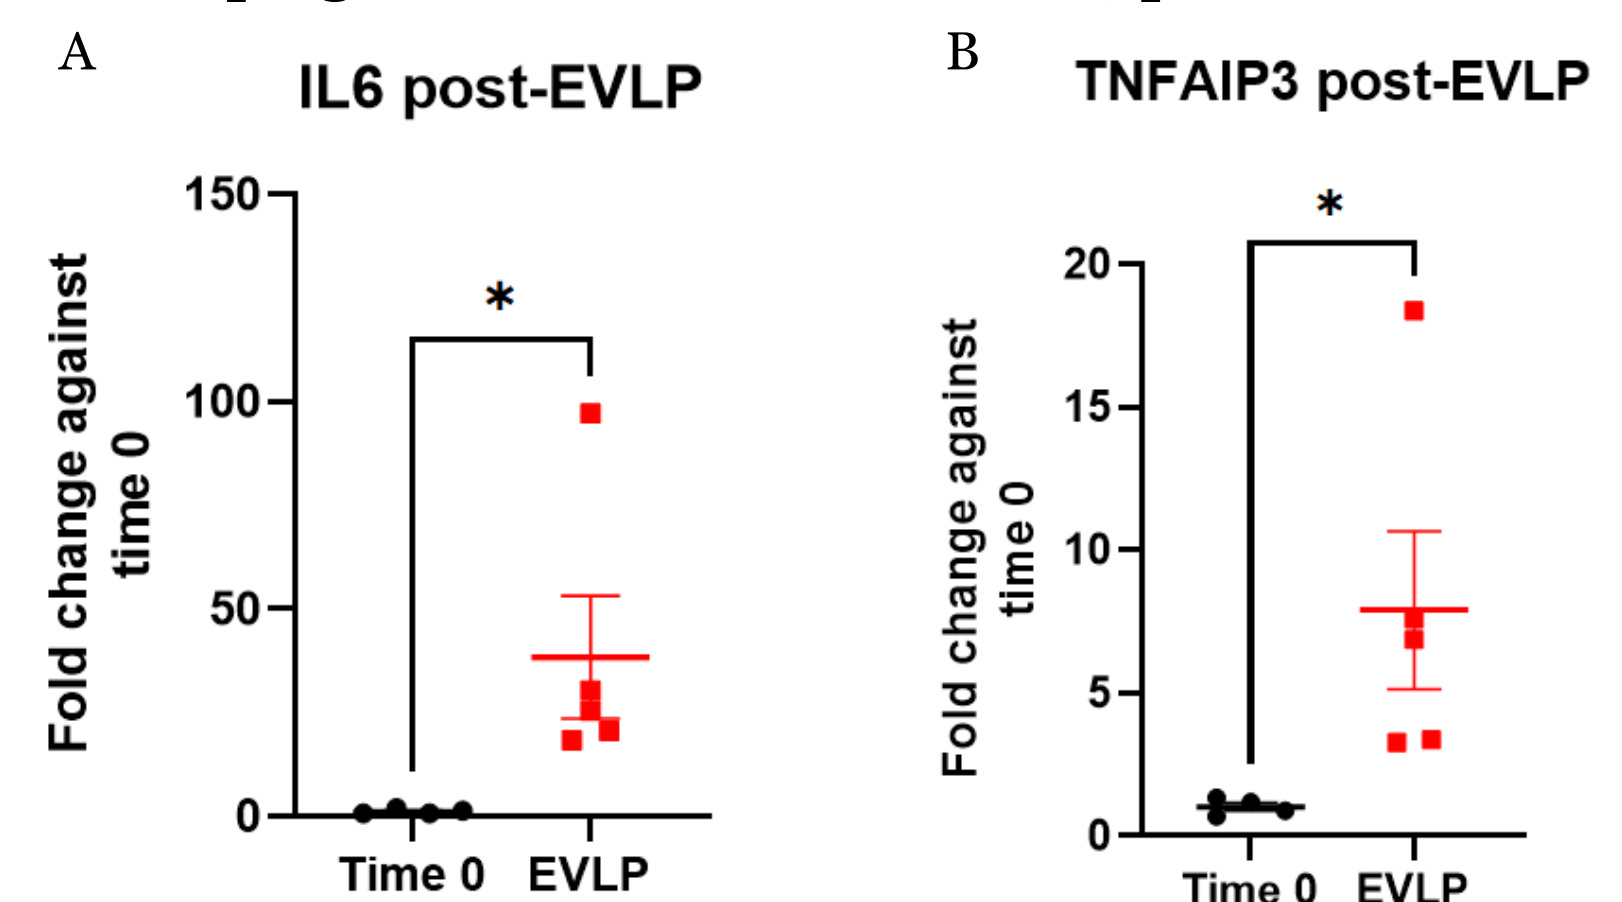 A
IL6 post-EVLP
150
100
50
0
Fold change against
time 0
*
Time 0 EVLP
B
TNFAIP3 post-EVLP
20
15
10
5
0
Fold change against
time 0
*
Time 0 EVLP